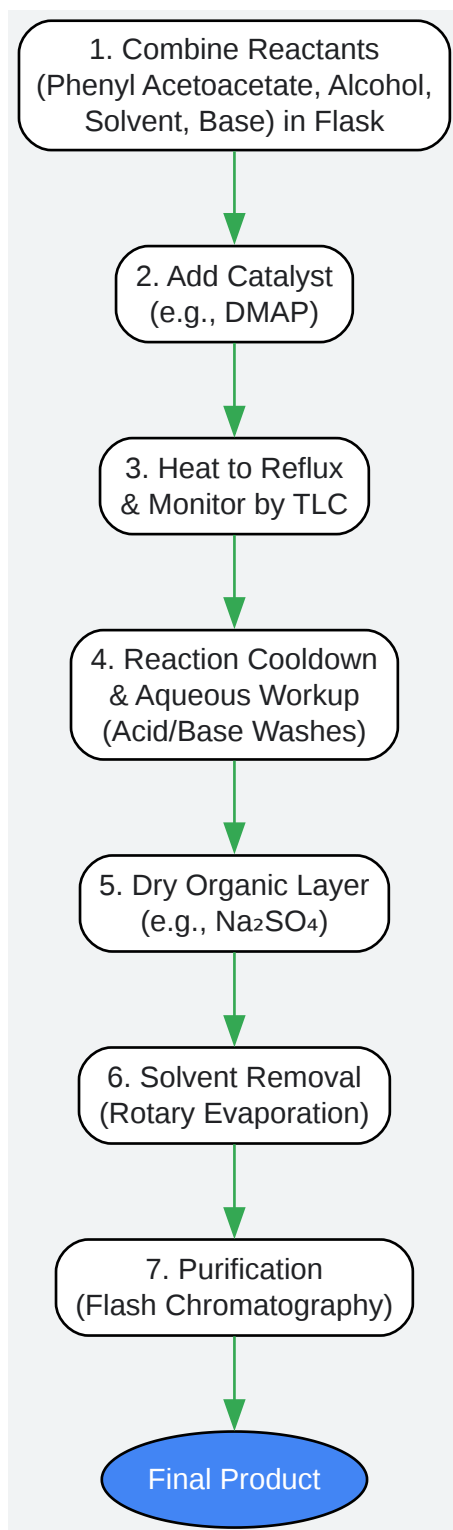 1. Combine Reactants
(Phenyl Acetoacetate, Alcohol,
Solvent, Base) in Flask
2. Add Catalyst
(e.g., DMAP)
3. Heat to Reflux
& Monitor by TLC
4. Reaction Cooldown
& Aqueous Workup
(Acid/Base Washes)
5. Dry Organic Layer
(e.g., Na₂SO₄)
6. Solvent Removal
(Rotary Evaporation)
7. Purification
(Flash Chromatography)
Final Product